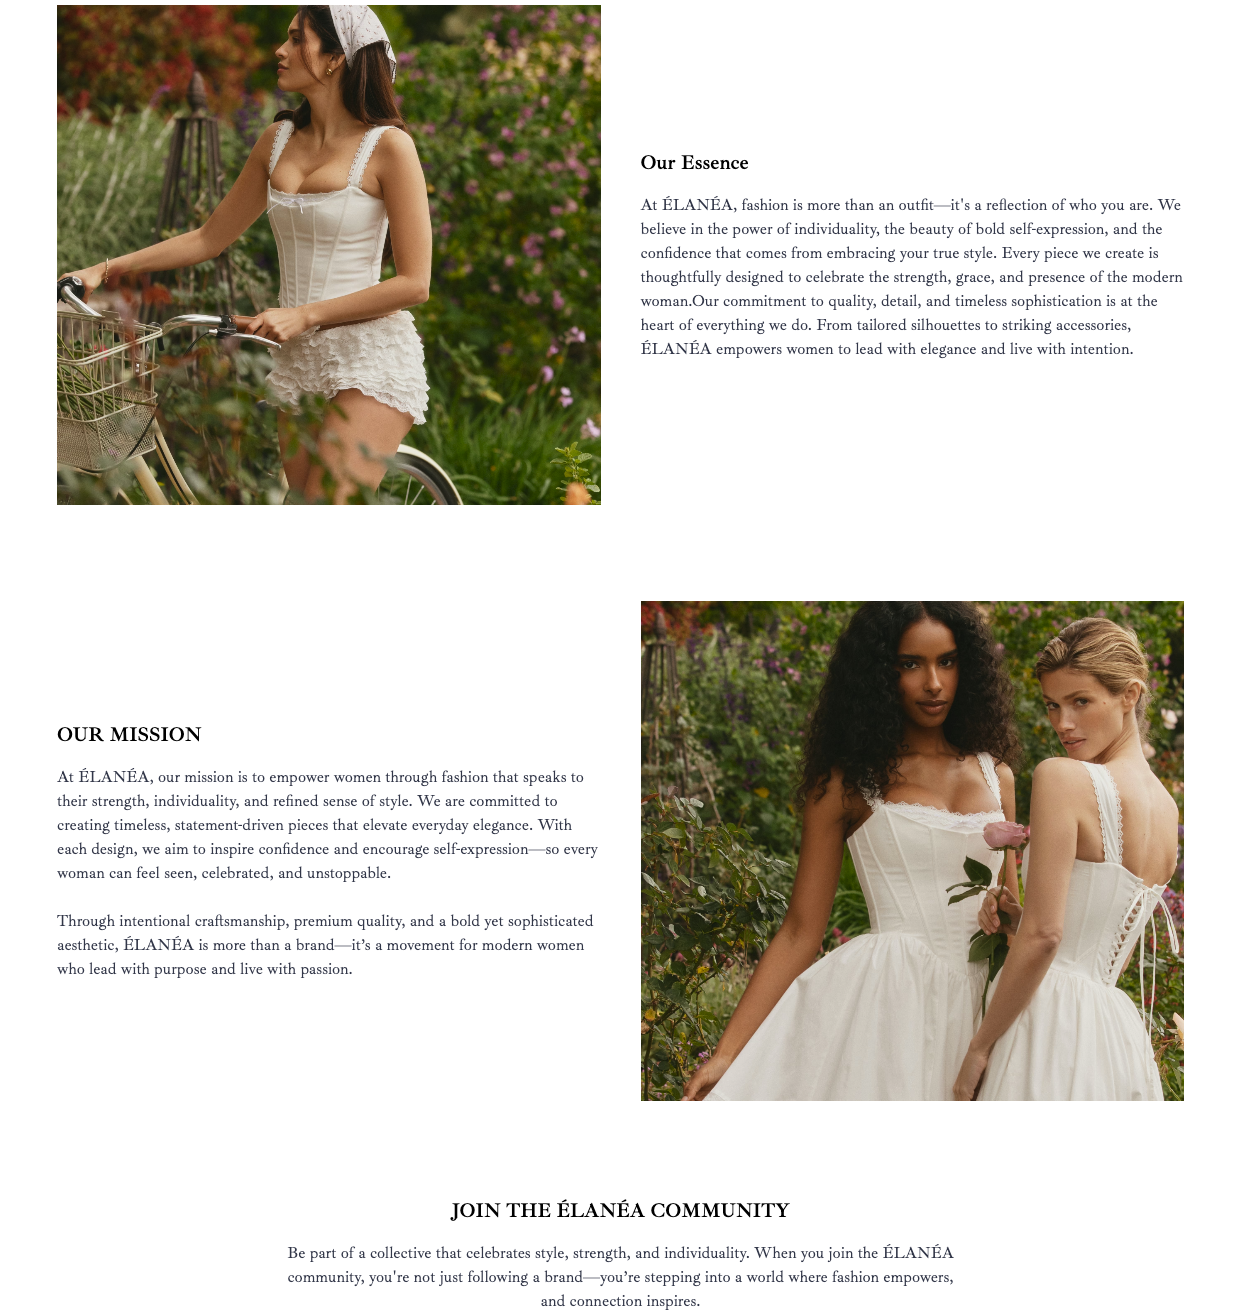 Our Essence
At ÉLANÉA, fashion is more than an outfit—it's a reflection of who you are. We
believe in the power of individuality, the beauty of bold self-expression, and the
confidence that comes from embracing your true style. Every piece we create is
thoughtfully designed to celebrate the strength, grace, and presence of the modern
woman.Our commitment to quality, detail, and timeless sophistication is at the
heart of everything we do. From tailored silhouettes to striking accessories,
ÉLANÉA empowers women to lead with elegance and live with intention.
OUR MISSION
At ÉLANÉA, our mission is to empower women through fashion that speaks to
their strength, individuality, and refined sense of style. We are committed to
creating timeless, statement-driven pieces that elevate everyday elegance. With
each design, we aim to inspire confidence and encourage self-expression—so every
woman can feel seen, celebrated, and unstoppable.
Through intentional craftsmanship, premium quality, and a bold yet sophisticated
aesthetic, ÉLANÉA is more than a brand—it’s a movement for modern women
who lead with purpose and live with passion.
JOIN THE ÉLANÉA COMMUNITY
Be part of a collective that celebrates style, strength, and individuality. When you join the ÉLANÉA
community, you're not just following a brand—you’re stepping into a world where fashion empowers,
and connection inspires.